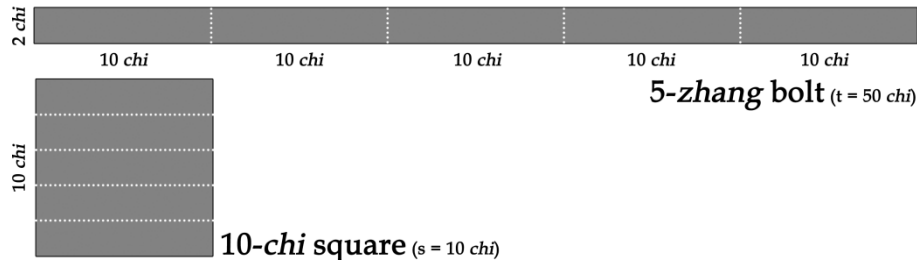 2 chi
10 chi 10 chi 10 chi 10 chi 10 chi
5-zhang bolt (t = 50 chi)
10 chi
10-chi square (s = 10 chi)